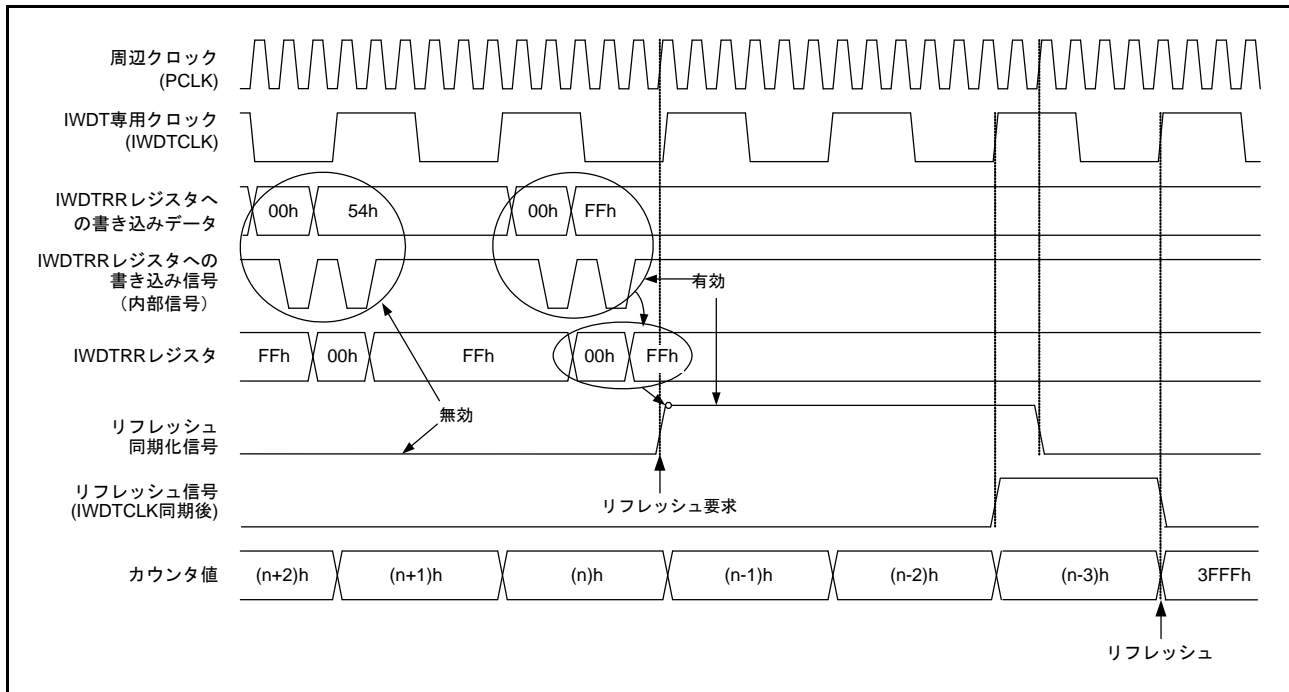 周辺クロック
(PCLK)
IWDT専用クロック
(IWDTCLK)
IWDTRRレジスタへ
の書き込みデータ
00h
54h
00h
FFh
IWDTRRレジスタへの
書き込み信号
（内部信号）
有効
IWDTRRレジスタ
FFh
00h
FFh
00h
FFh
無効
リフレッシュ
同期化信号
リフレッシュ要求
リフレッシュ信号
(IWDTCLK同期後)
カウンタ値
(n+2)h
(n+1)h
(n)h
(n-1)h
(n-2)h
(n-3)h
3FFFh
リフレッシュ